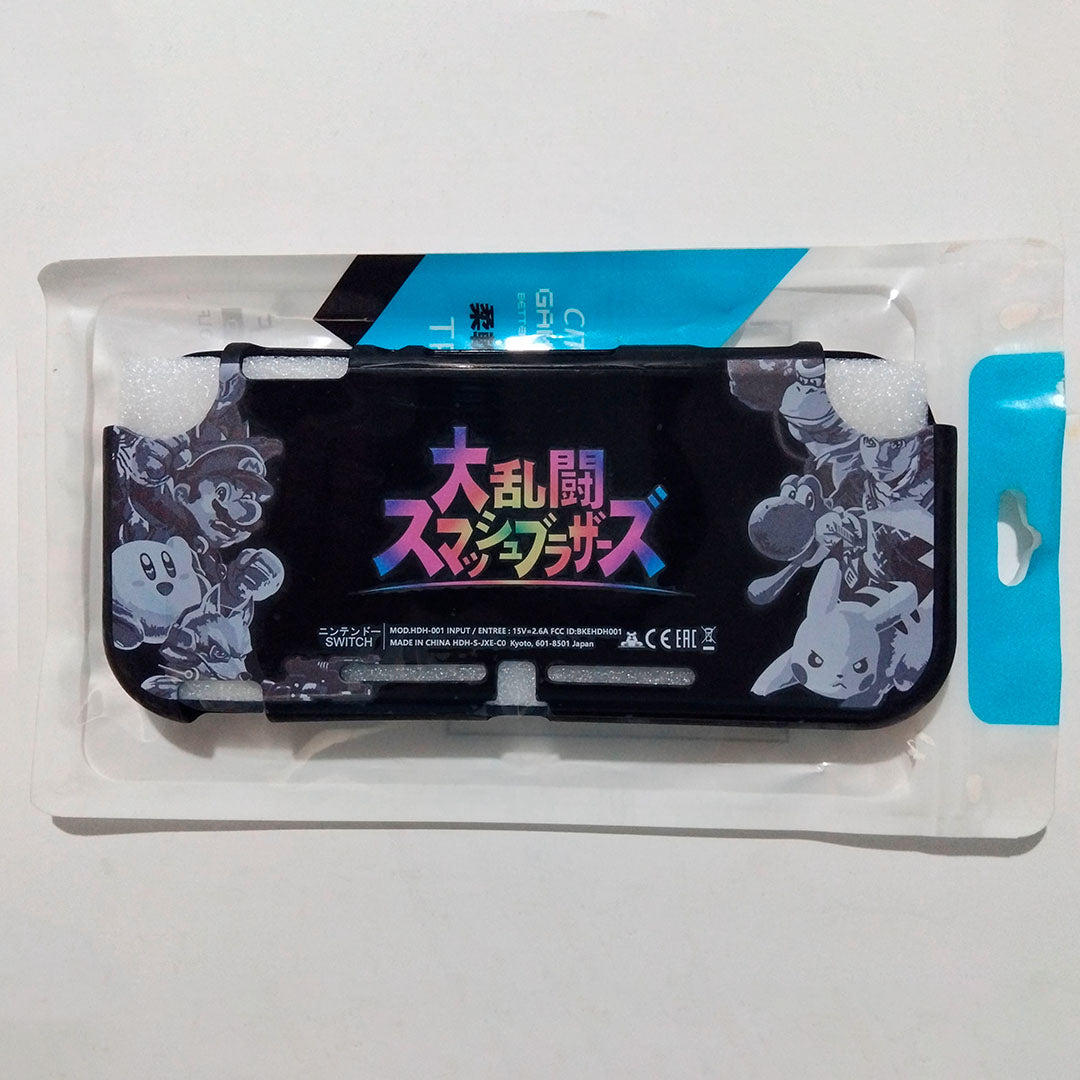 大乱闘
スマッシュブラザーズ
ニンテンドー
SWITCH
MOD.HDH-001 INPUT / ENTREE : 15V=2.6A FCC ID:BKEHDH001
MADE IN CHINA HDH-S-JXE-C0 Kyoto, 601-8501 Japan
CE EAC
M